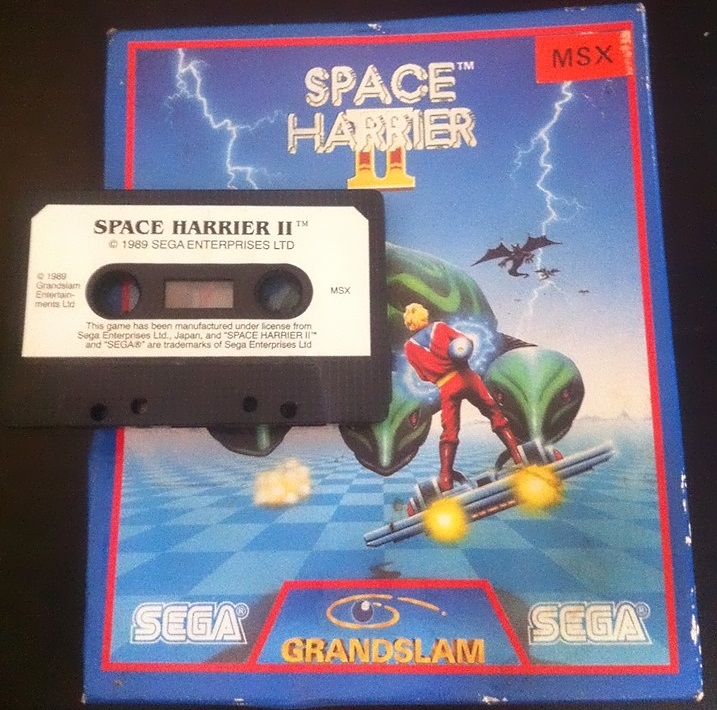 MSX
SPACE™
HARRIER
II
SPACE HARRIER II™
© 1989 SEGA ENTERPRISES LTD
© 1989
Grandslam
Entertain-
ments Ltd
MSX
This game has been manufactured under license from
Sega Enterprises Ltd., Japan, and "SPACE HARRIER II"™
and "SEGA®" are trademarks of Sega Enterprises Ltd
SEGA®
GRANDSLAM
SEGA®